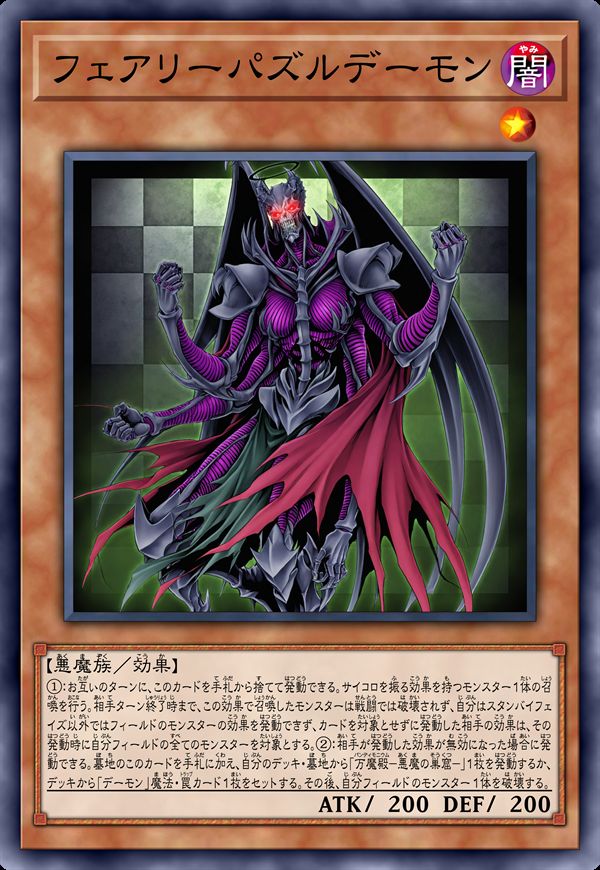 フェアリーパズルデーモン
やみ
闇
【悪魔族／効果】
①：お互いのターンに、このカードを手札から捨てて発動できる。サイコロを振る効果を持つモンスター1体の召
喚を行う。相手ターン終了時まで、この効果で召喚したモンスターは戦闘では破壊されず、自分はスタンバイフェ
イズ以外ではフィールドのモンスターの効果を発動できず、カードを対象とせずに発動した相手の効果は、その
発動時に自分フィールドの全てのモンスターを対象とする。②：相手が発動した効果が無効になった場合に発
動できる。墓地のこのカードを手札に加え、自分のデッキ・墓地から「万魔殿－悪魔の巣窟－」1枚を発動するか、
デッキから「デーモン」魔法・罠カード1枚をセットする。その後、自分フィールドのモンスター1体を破壊する。
ATK/ 200 DEF/ 200